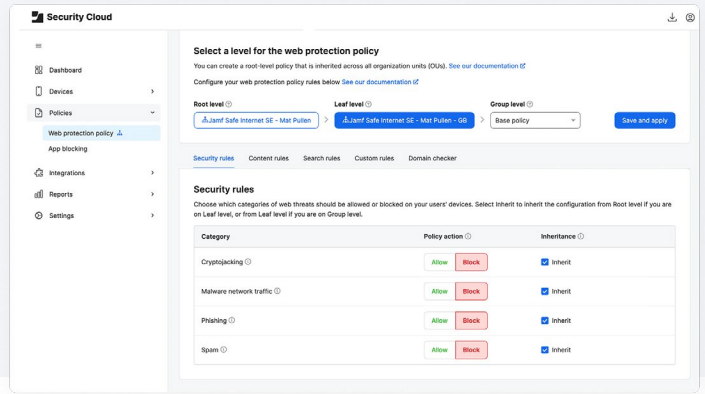 Security Cloud
Dashboard
Devices
Policies
Web protection policy
App blocking
Integrations
Reports
Settings
Select a level for the web protection policy
You can create a root-level policy that is inherited across all organization units (OUs). See our documentation
Configure your web protection policy rules below See our documentation
Root level
Leaf level
Group level
Jamf Safe Internet SE - Mat Pullen
Jamf Safe Internet SE - Mat Pullen - GB
Base policy
Save and apply
Security rules Content rules Search rules Custom rules Domain checker
Security rules
Choose which categories of web threats should be allowed or blocked on your users' devices. Select Inherit to inherit the configuration from Root level if you are
on Leaf level, or from Leaf level if you are on Group level.
Category Policy action Inheritance
Cryptojacking Allow Block Inherit
Malware network traffic Allow Block Inherit
Phishing Allow Block Inherit
Spam Allow Block Inherit